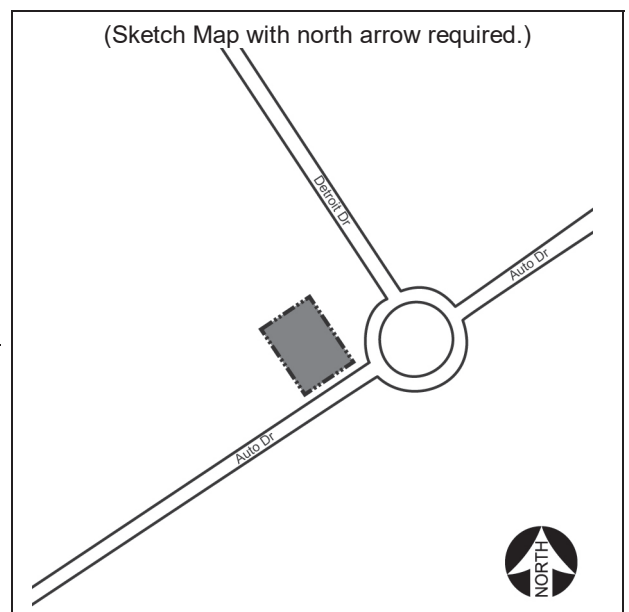 (Sketch Map with north arrow required.)
Detroit Dr
Auto Dr
Auto Dr
NORTH